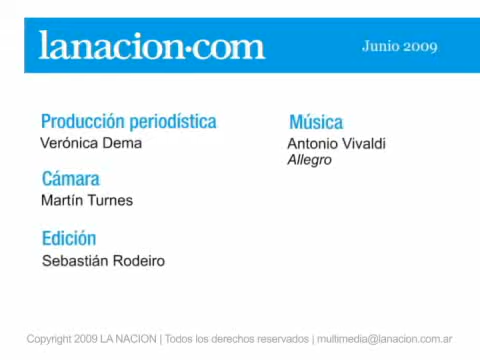 lanacion.com
Junio 2009
Producción periodística
Verónica Dema
Cámara
Martín Turnes
Edición
Sebastián Rodeiro
Música
Antonio Vivaldi
Allegro
Copyright 2009 LA NACION | Todos los derechos reservados | multimedia@lanacion.com.ar